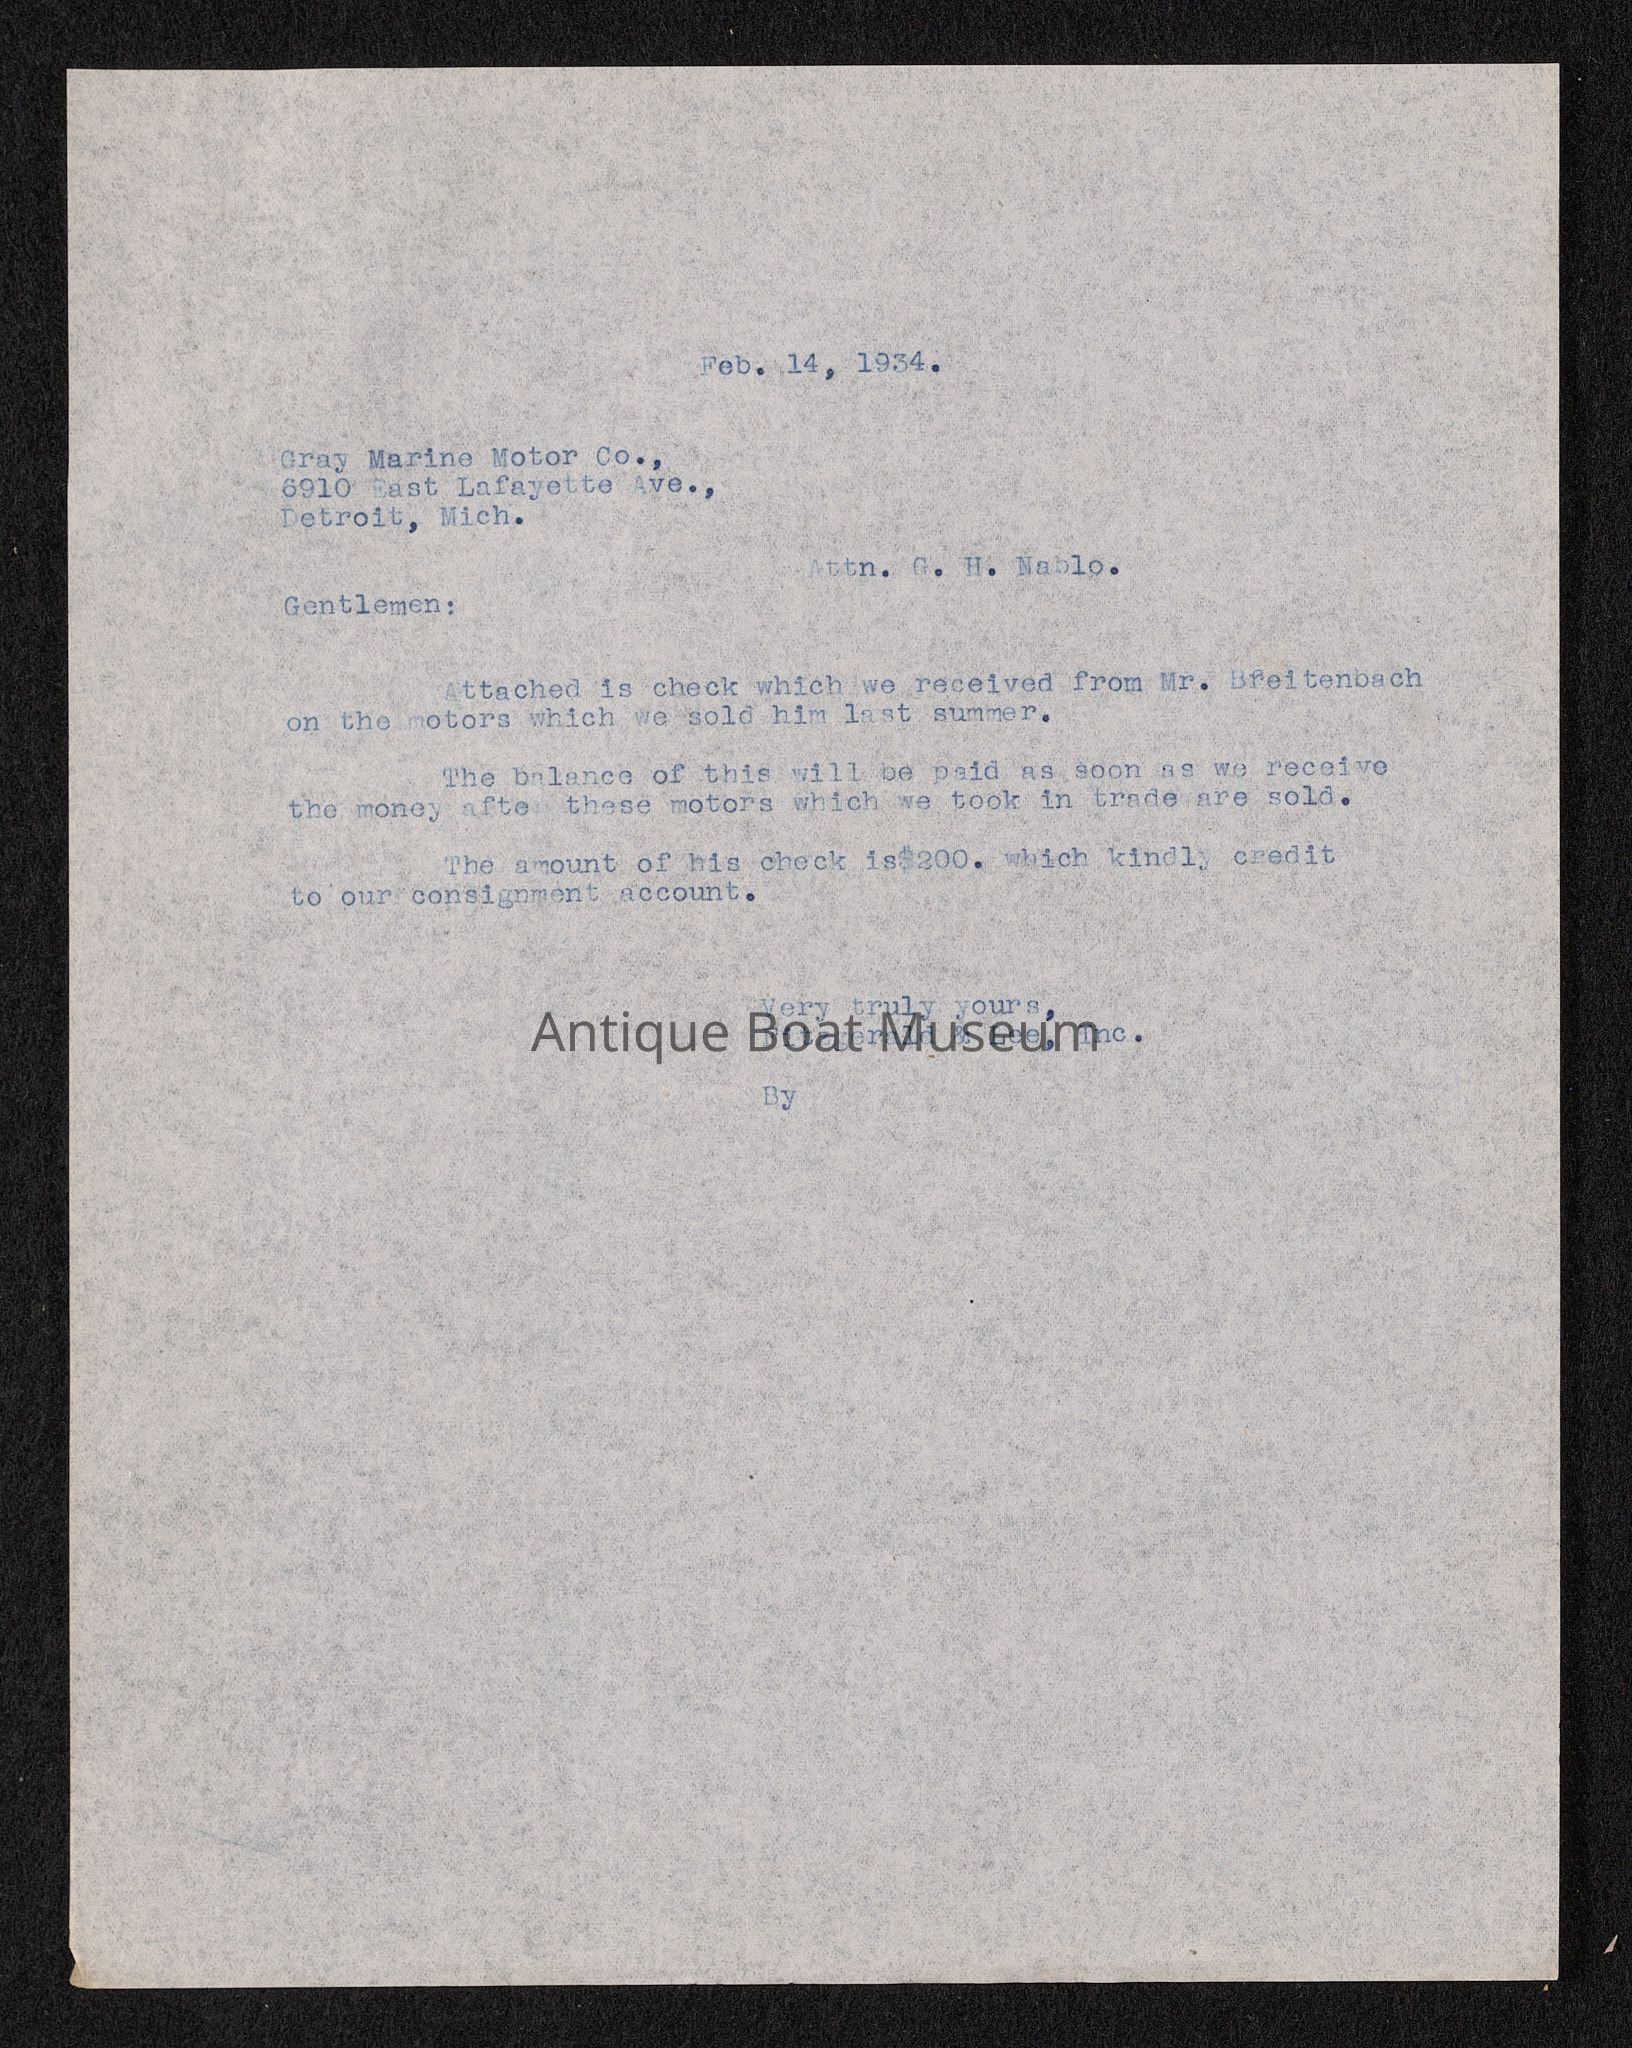 Feb. 14, 1934.
Gray Marine Motor Co.,
6910 East Lafayette Ave.,
Detroit, Mich.
Attn. G. H. Nablo.
Gentlemen:
Attached is check which we received from Mr. Breitenbach
on the motors which we sold him last summer.
The balance of this will be paid as soon as we receive
the money after these motors which we took in trade are sold.
The amount of his check is$200. which kindly credit
to our consignment account.
Very truly yours,
Fitzgerald & Lee, Inc.
Antique Boat Museum
By